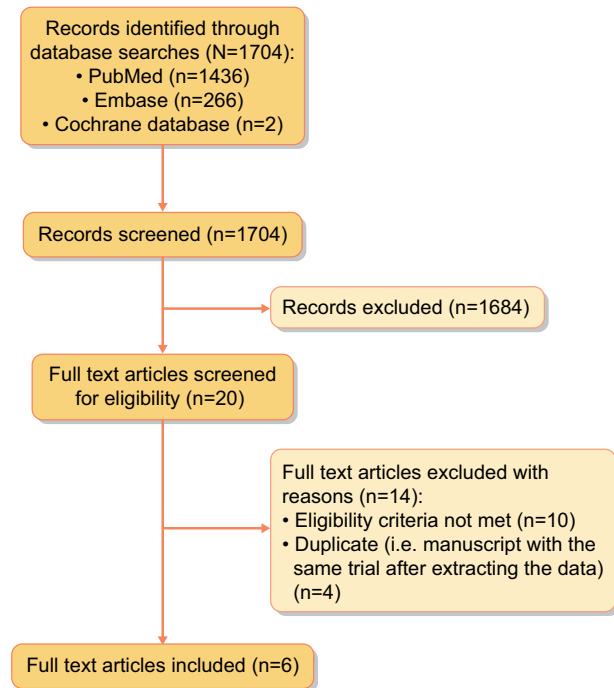 Records identified through
database searches (N=1704):
• PubMed (n=1436)
• Embase (n=266)
• Cochrane database (n=2)
Records screened (n=1704)
Records excluded (n=1684)
Full text articles screened
for eligibility (n=20)
Full text articles excluded with
reasons (n=14):
• Eligibility criteria not met (n=10)
• Duplicate (i.e. manuscript with the
same trial after extracting the data)
(n=4)
Full text articles included (n=6)